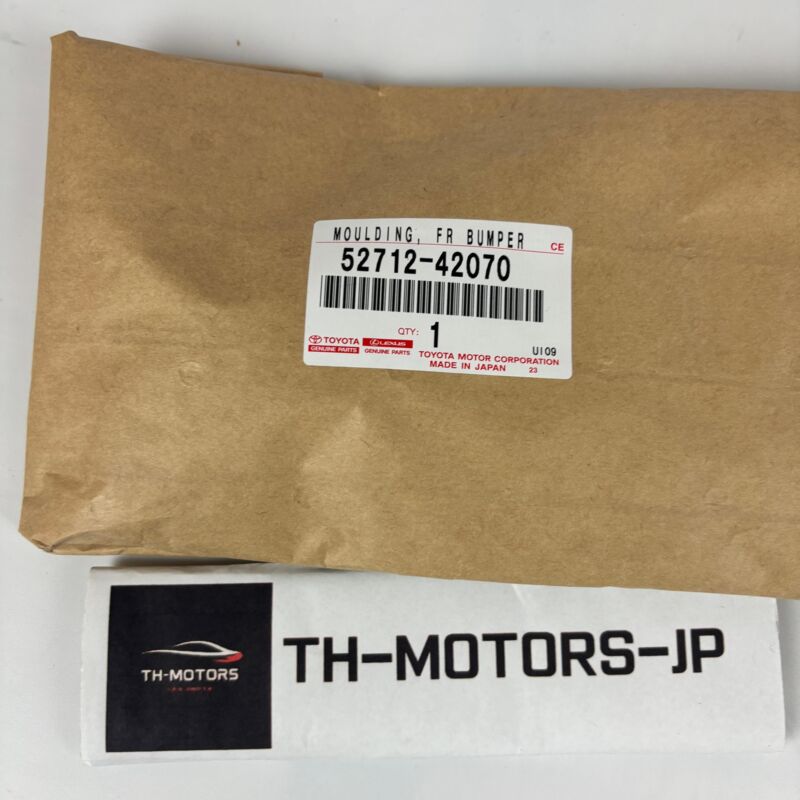 MOULDING, FR BUMPER
CE
52712-42070
QTY: 1
TOYOTA
GENUINE PARTS
LEXUS
GENUINE PARTS
UI09
TOYOTA MOTOR CORPORATION
MADE IN JAPAN 23
TH-MOTORS-JP
TH-MOTORS